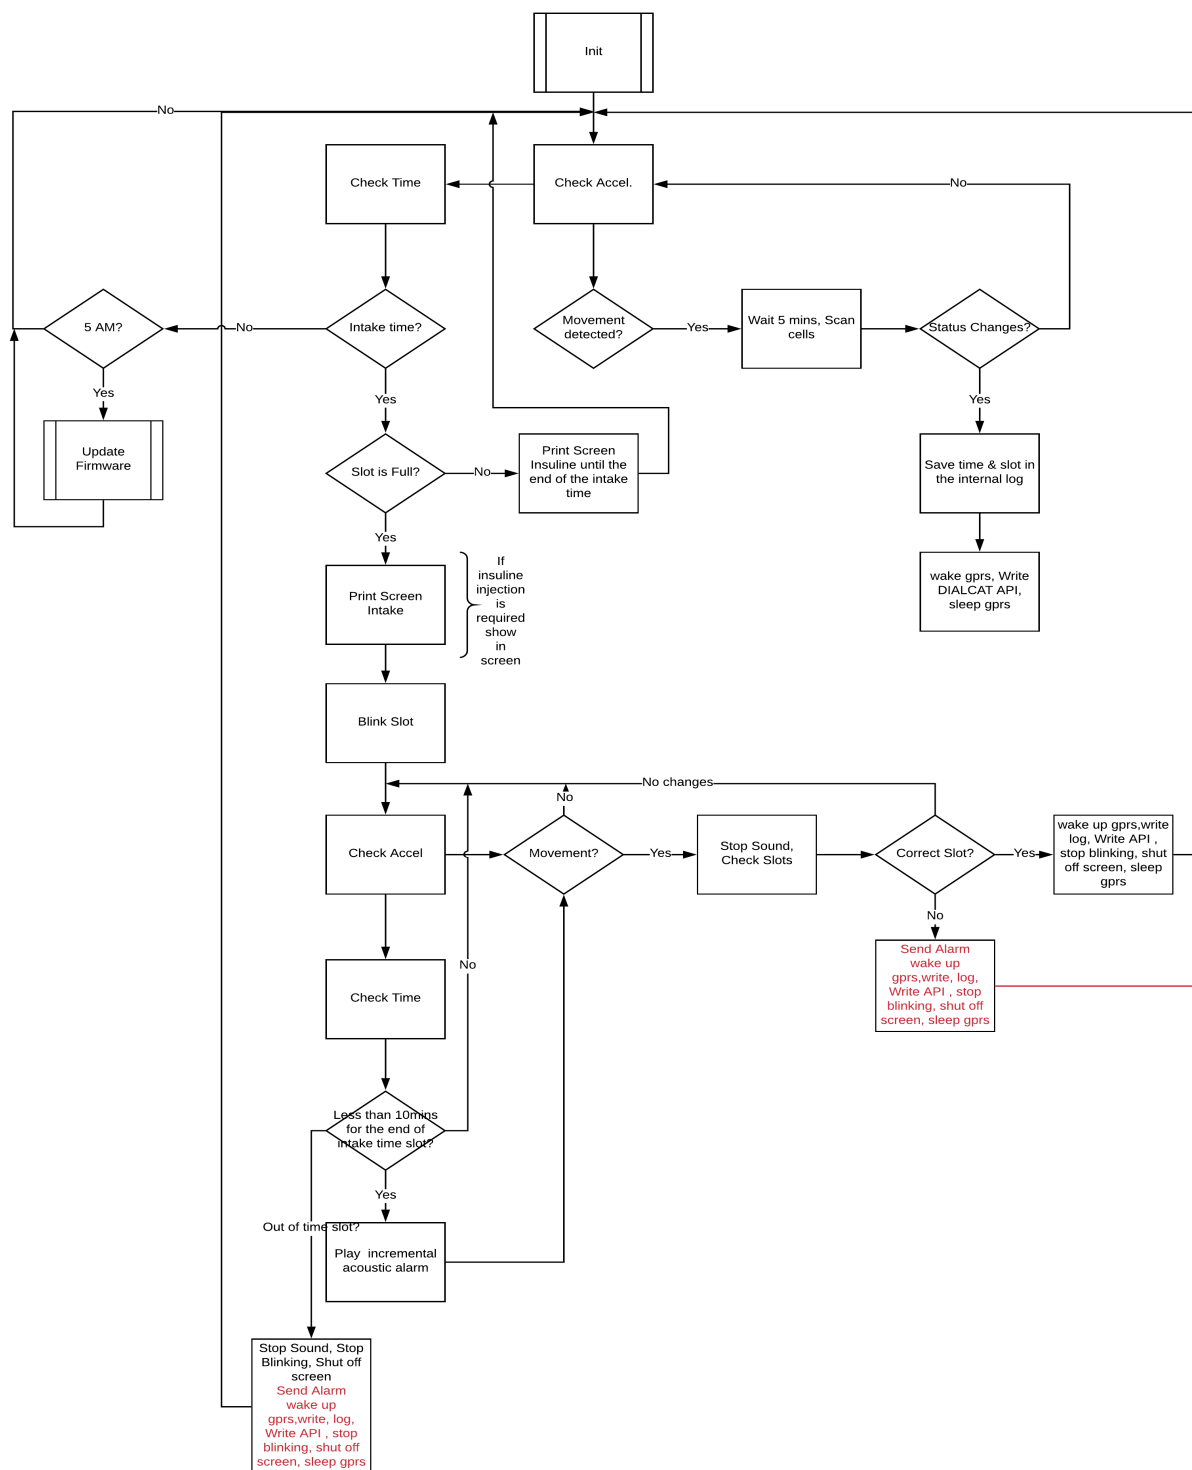 Init
No
Check Time
Check Accel.
No
5 AM?
No
Intake time?
Movement
detected?
Yes
Wait 5 mins, Scan
cells
Status Changes?
Yes
Yes
Yes
Update
Firmware
Slot is Full?
No
Print Screen
Insuline until the
end of the intake
time
Save time & slot in
the internal log
Yes
Print Screen
Intake
If
insuline
injection
is
required
show
in
screen
wake gprs, Write
DIALCAT API,
sleep gprs
Blink Slot
No changes
No
Check Accel
Movement?
Yes
Stop Sound,
Check Slots
Correct Slot?
Yes
wake up gprs,write
log, Write API ,
stop blinking, shut
off screen, sleep
gprs
No
Send Alarm
wake up
gprs,write, log,
Write API , stop
blinking, shut off
screen, sleep gprs
No
Check Time
Less than 10mins
for the end of
intake time slot?
Yes
Out of time slot?
Play  incremental
acoustic alarm
Stop Sound, Stop
Blinking, Shut off
screen
Send Alarm
wake up
gprs,write, log,
Write API , stop
blinking, shut off
screen, sleep gprs